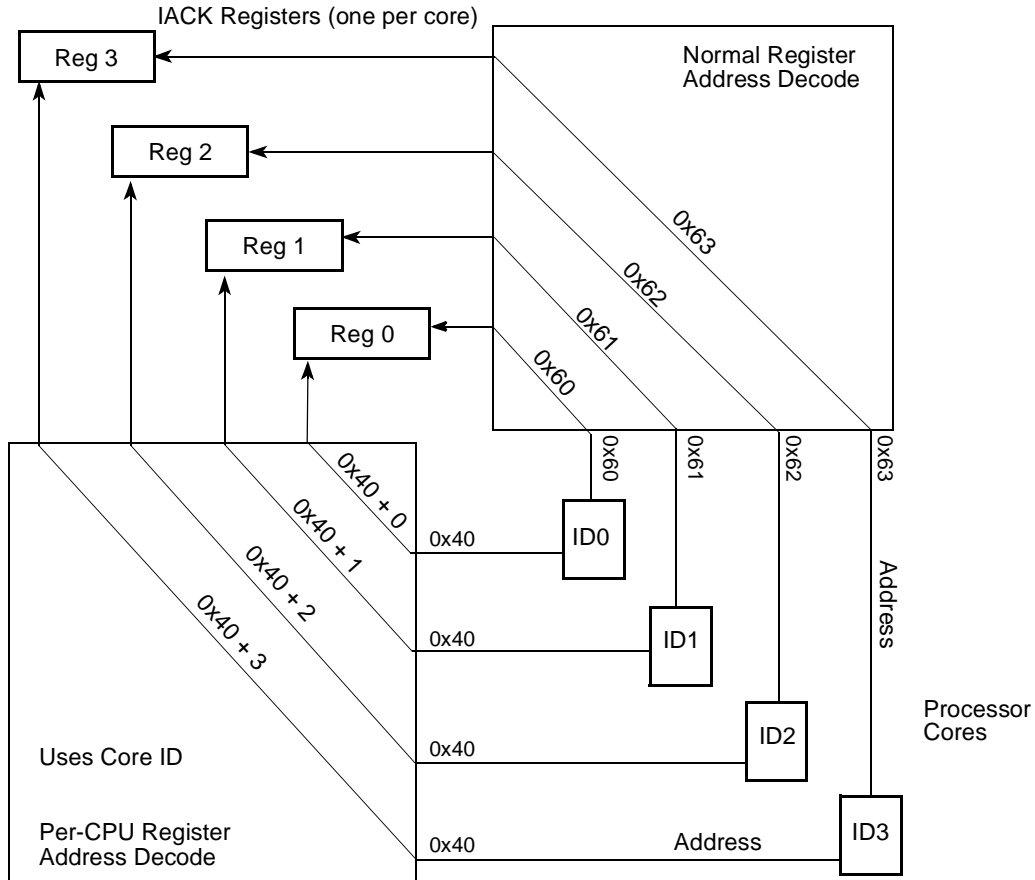 IACK Registers (one per core)
Reg 3
Normal Register
Address Decode
Reg 2
0x63
Reg 1
0x62
0x61
Reg 0
0x60
0x60
0x61
0x62
0x63
0x40 + 0
0x40
ID0
0x40 + 1
Address
0x40 + 2
0x40 + 3
0x40
ID1
Processor
Cores
0x40
ID2
Uses Core ID
Per-CPU Register
Address Decode
0x40
Address
ID3